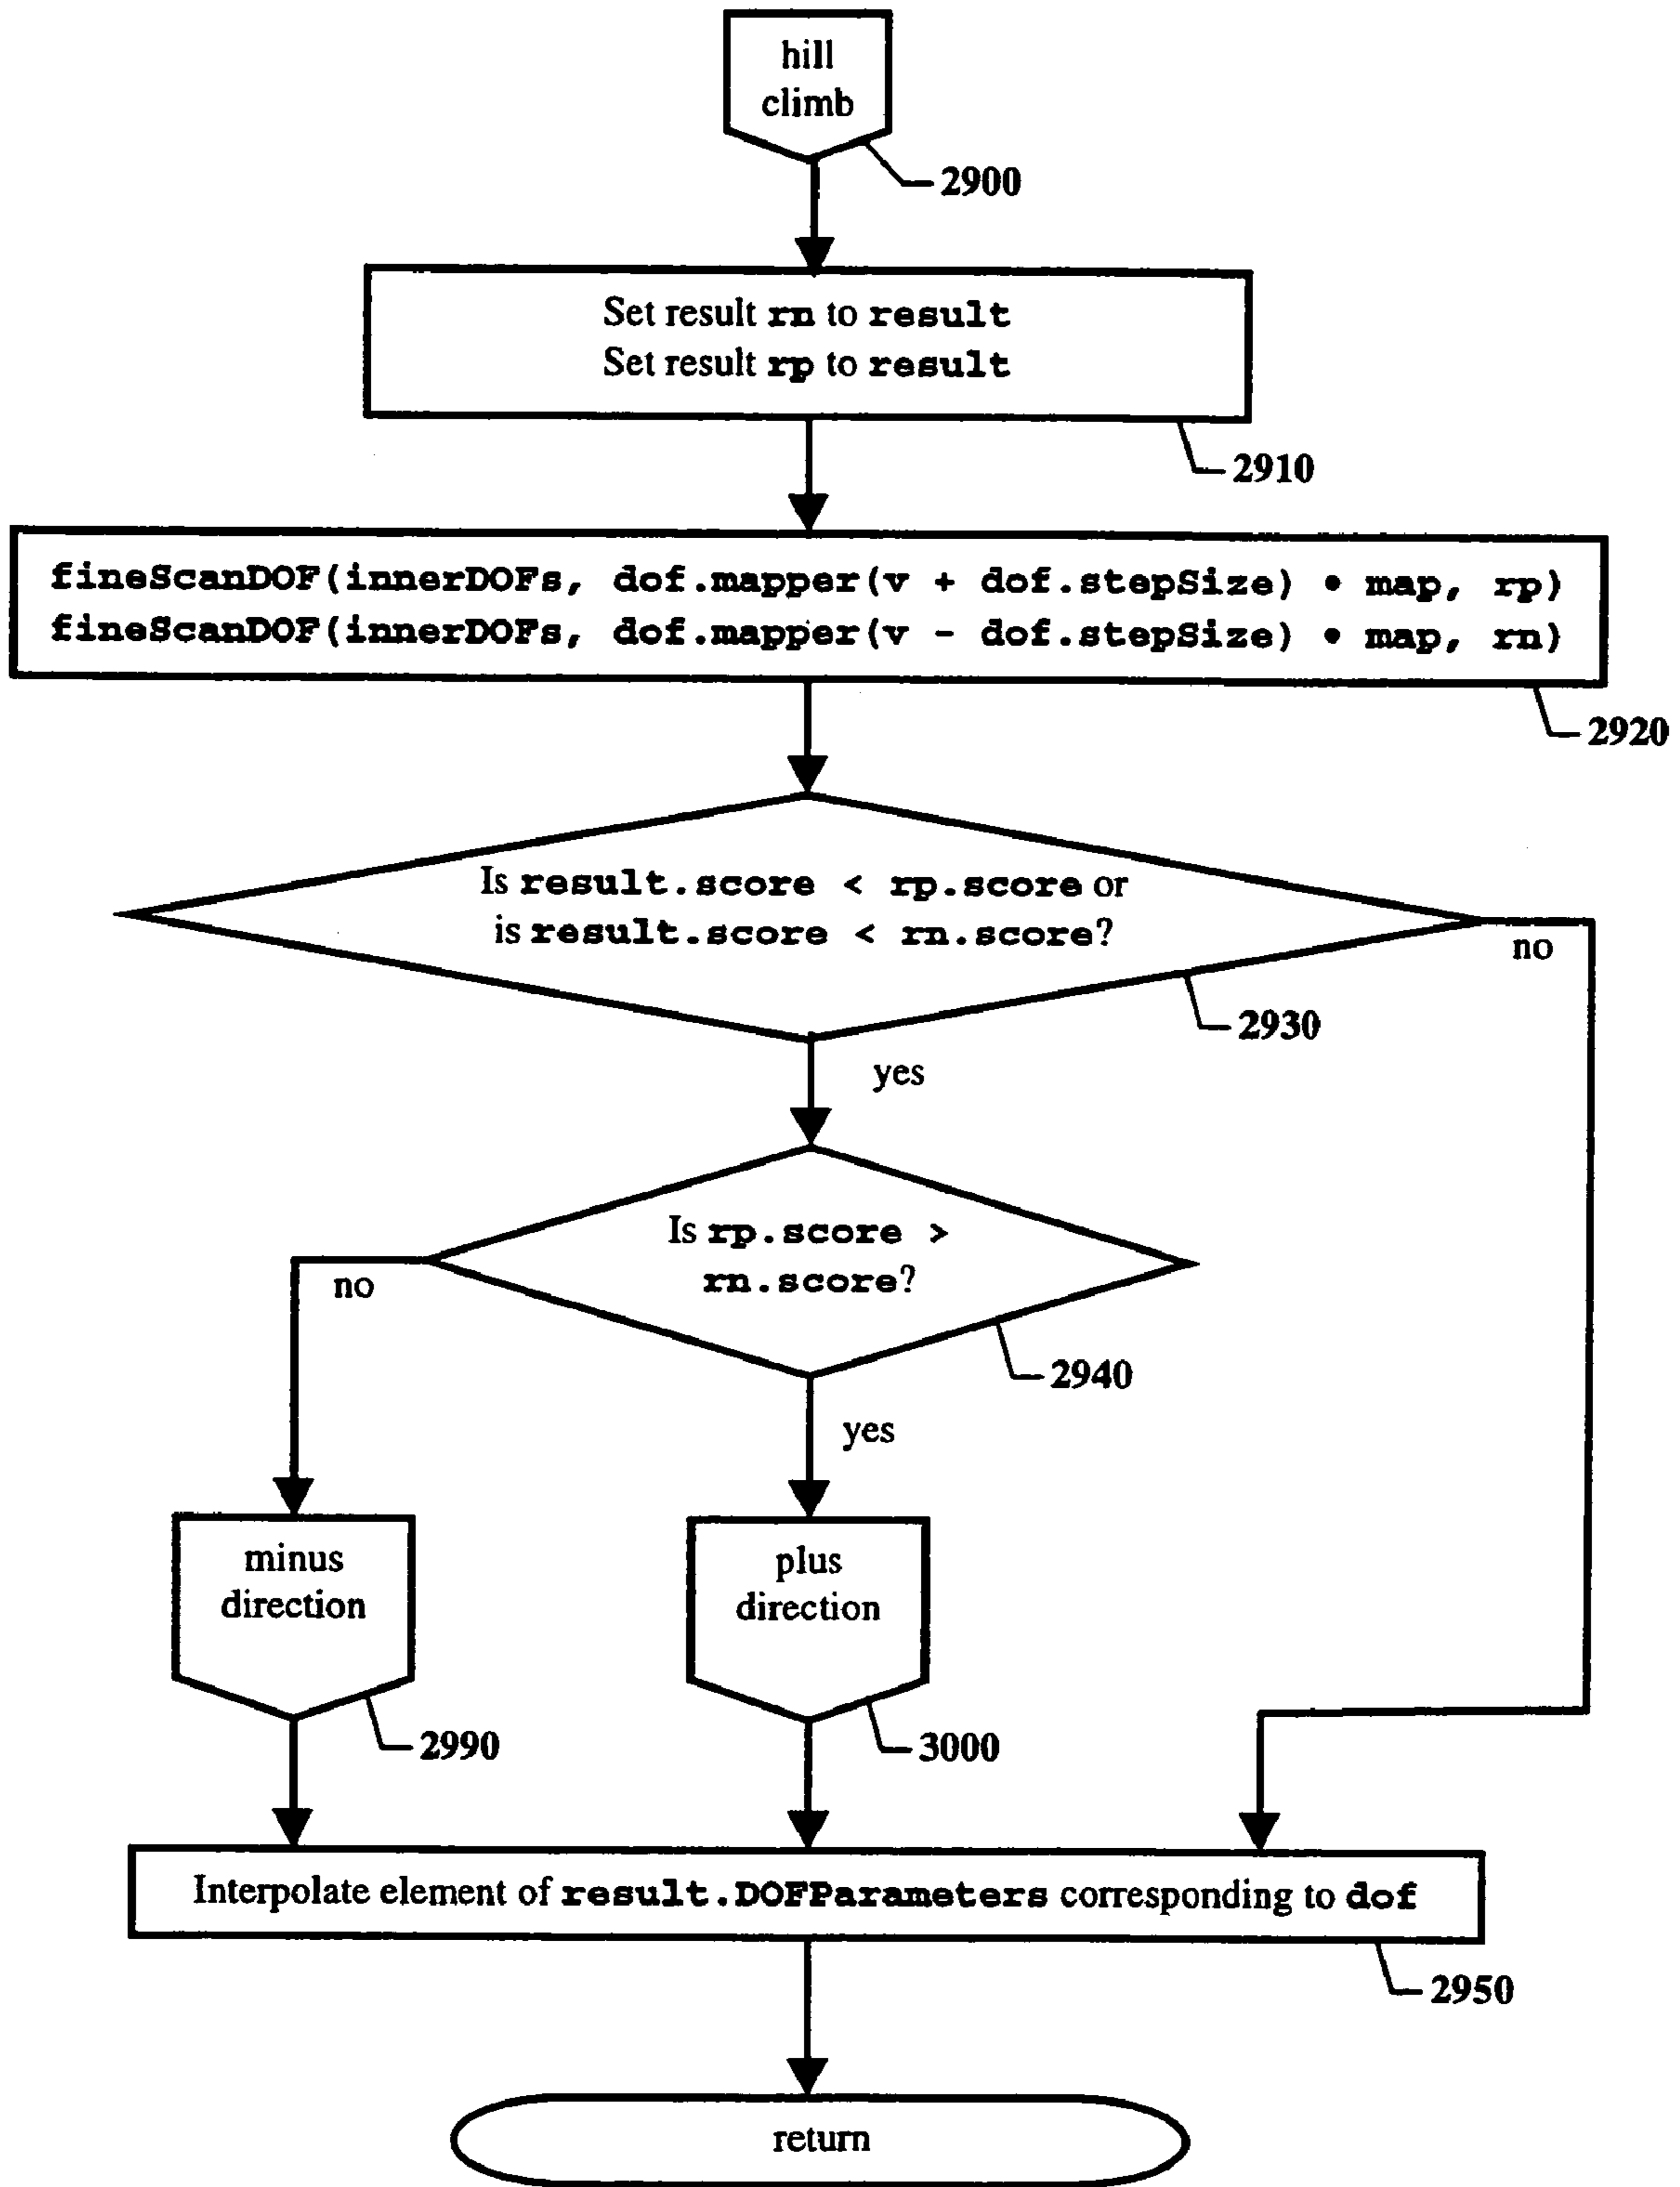 hill
climb
2900
Set result rn to result
Set result rp to result
2910
fineScanDOF(innerDOFs, dof.mapper(v + dof.stepSize) • map, rp)
fineScanDOF(innerDOFs, dof.mapper(v - dof.stepSize) • map, rn)
2920
Is result.score < rp.score or
is result.score < rn.score?
no
2930
yes
Is rp.score >
rn.score?
no
2940
yes
minus
direction
plus
direction
2990
3000
Interpolate element of result.DOFParameters corresponding to dof
2950
return